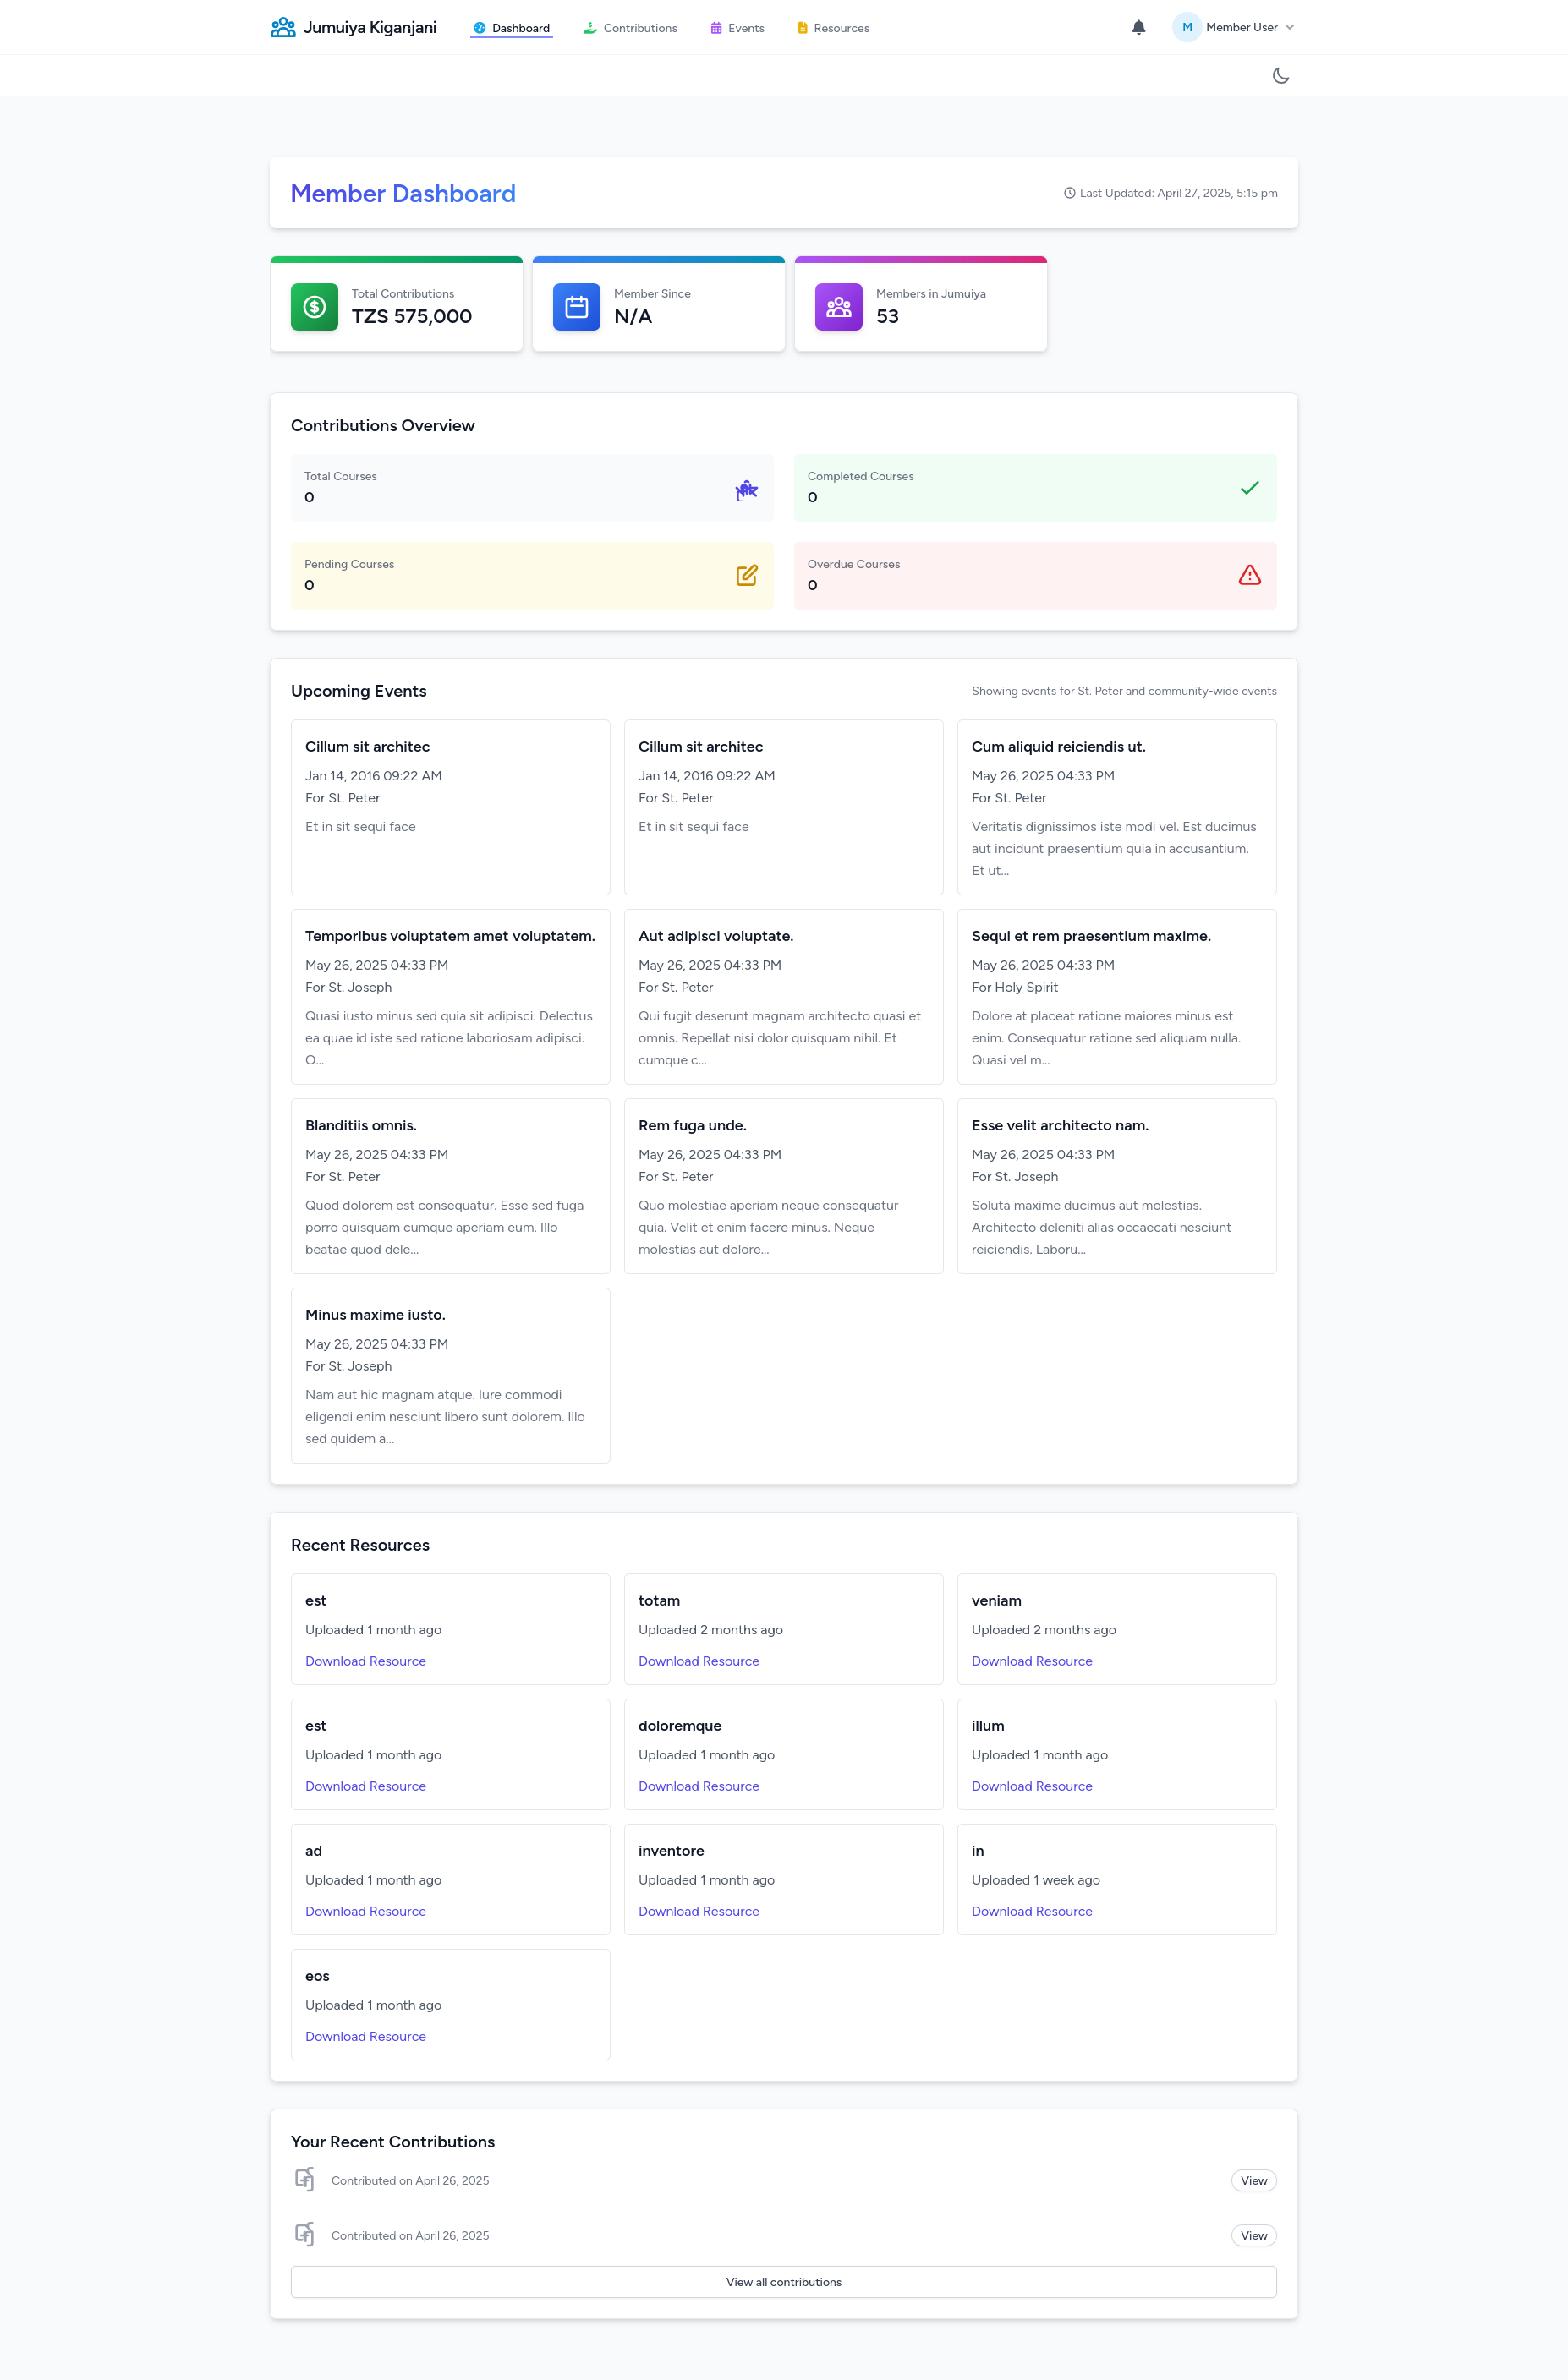 Jumuiya Kiganjani
Dashboard
Contributions
Events
Resources
M
Member User
Member Dashboard
Last Updated: April 27, 2025, 5:15 pm
Total Contributions
TZS 575,000
Member Since
N/A
Members in Jumuiya
53
Contributions Overview
Total Courses
0
Completed Courses
0
Pending Courses
0
Overdue Courses
0
Upcoming Events
Showing events for St. Peter and community-wide events
Cillum sit architec
Jan 14, 2016 09:22 AM
For St. Peter
Et in sit sequi face
Cillum sit architec
Jan 14, 2016 09:22 AM
For St. Peter
Et in sit sequi face
Cum aliquid reiciendis ut.
May 26, 2025 04:33 PM
For St. Peter
Veritatis dignissimos iste modi vel. Est ducimus
aut incidunt praesentium quia in accusantium.
Et ut...
Temporibus voluptatem amet voluptatem.
May 26, 2025 04:33 PM
For St. Joseph
Quasi iusto minus sed quia sit adipisci. Delectus
ea quae id iste sed ratione laboriosam adipisci.
O...
Aut adipisci voluptate.
May 26, 2025 04:33 PM
For St. Peter
Qui fugit deserunt magnam architecto quasi et
omnis. Repellat nisi dolor quisquam nihil. Et
cumque c...
Sequi et rem praesentium maxime.
May 26, 2025 04:33 PM
For Holy Spirit
Dolore at placeat ratione maiores minus est
enim. Consequatur ratione sed aliquam nulla.
Quasi vel m...
Blanditiis omnis.
May 26, 2025 04:33 PM
For St. Peter
Quod dolorem est consequatur. Esse sed fuga
porro quisquam cumque aperiam eum. Illo
beatae quod dele...
Rem fuga unde.
May 26, 2025 04:33 PM
For St. Peter
Quo molestiae aperiam neque consequatur
quia. Velit et enim facere minus. Neque
molestias aut dolore...
Esse velit architecto nam.
May 26, 2025 04:33 PM
For St. Joseph
Soluta maxime ducimus aut molestias.
Architecto deleniti alias occaecati nesciunt
reiciendis. Laboru...
Minus maxime iusto.
May 26, 2025 04:33 PM
For St. Joseph
Nam aut hic magnam atque. Iure commodi
eligendi enim nesciunt libero sunt dolorem. Illo
sed quidem a...
Recent Resources
est
Uploaded 1 month ago
Download Resource
totam
Uploaded 2 months ago
Download Resource
veniam
Uploaded 2 months ago
Download Resource
est
Uploaded 1 month ago
Download Resource
doloremque
Uploaded 1 month ago
Download Resource
illum
Uploaded 1 month ago
Download Resource
ad
Uploaded 1 month ago
Download Resource
inventore
Uploaded 1 month ago
Download Resource
in
Uploaded 1 week ago
Download Resource
eos
Uploaded 1 month ago
Download Resource
Your Recent Contributions
Contributed on April 26, 2025
View
Contributed on April 26, 2025
View
View all contributions